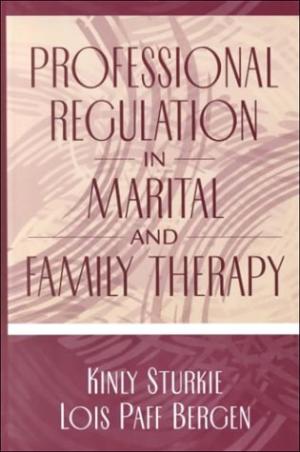 PROFESSIONAL
REGULATION
IN
MARITAL
AND
FAMILY THERAPY
KINLY STURKIE
LOIS PAFF BERGEN